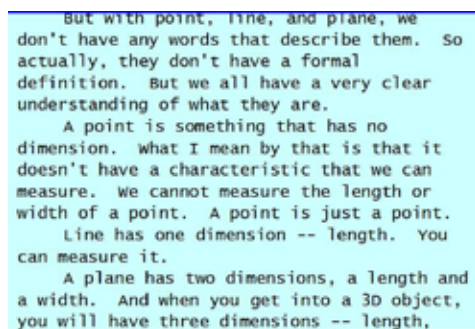 But with point, line, and plane, we
don't have any words that describe them.  So
actually, they don't have a formal
definition.  But we all have a very clear
understanding of what they are.
A point is something that has no
dimension.  What I mean by that is that it
doesn't have a characteristic that we can
measure.  We cannot measure the length or
width of a point.  A point is just a point.
Line has one dimension -- length.  You
can measure it.
A plane has two dimensions, a length and
a width.  And when you get into a 3D object,
you will have three dimensions -- length,